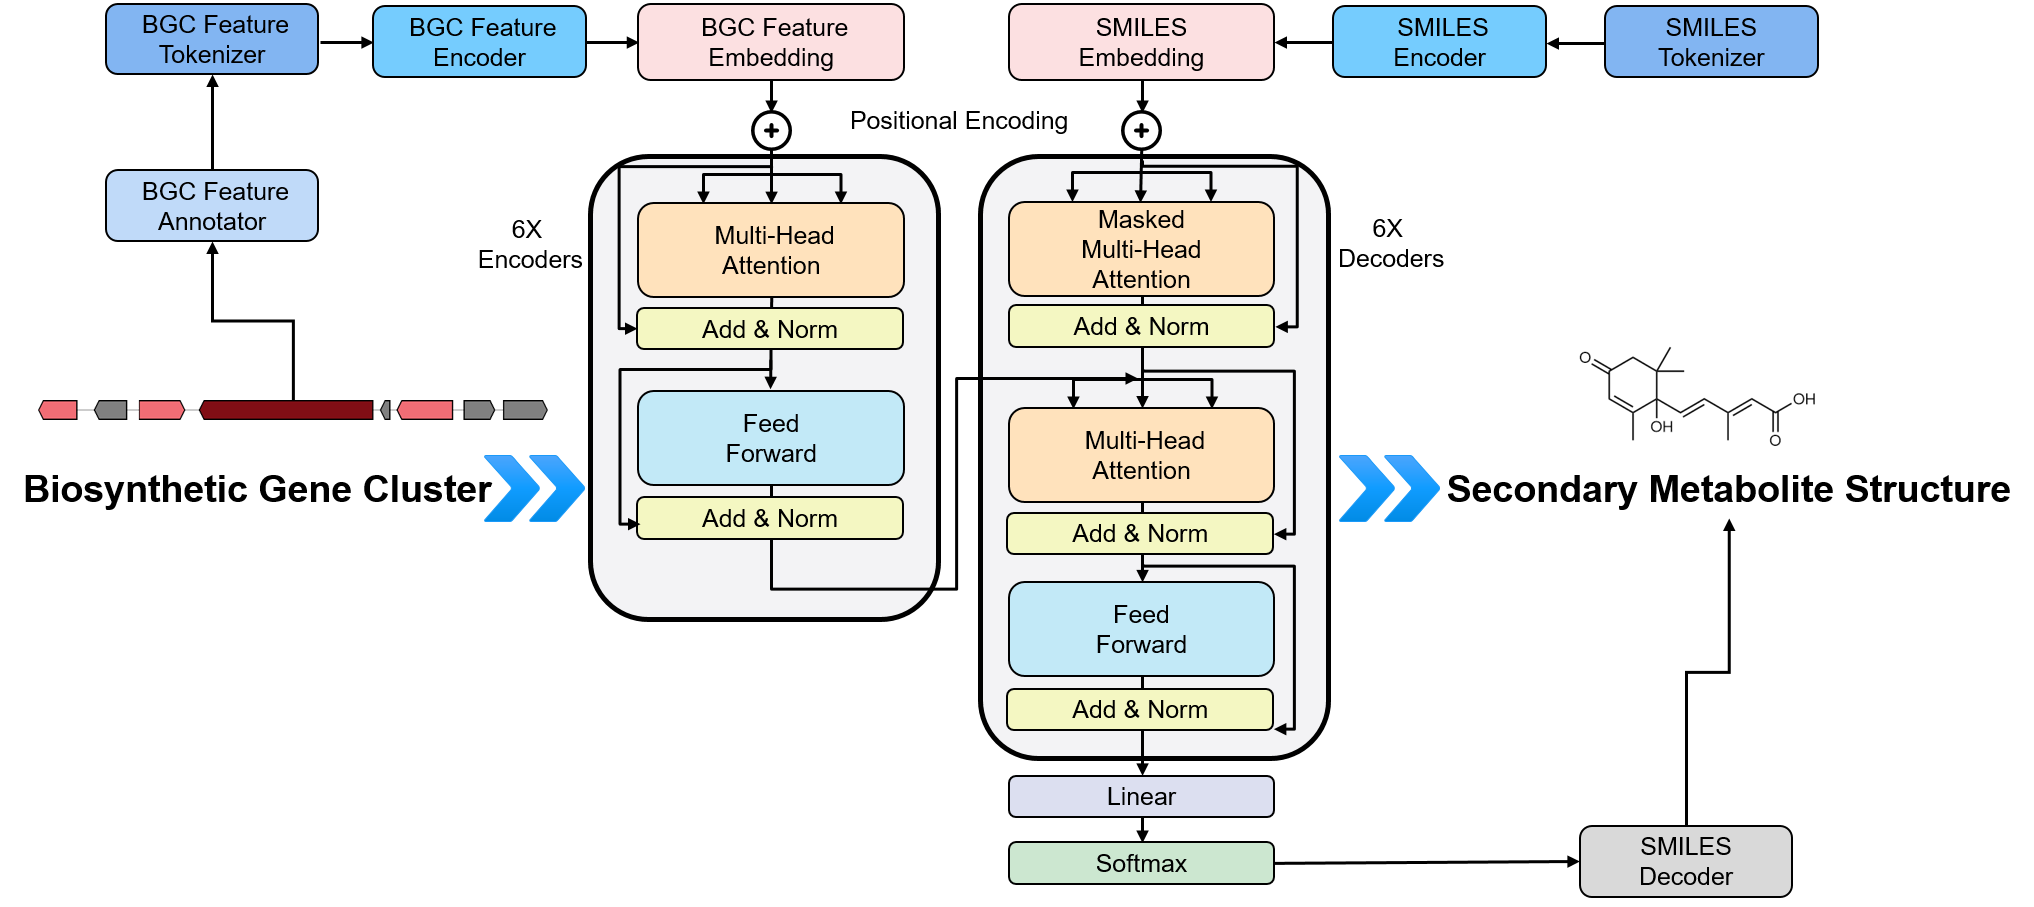 BGC Feature
Tokenizer
BGC Feature
Encoder
BGC Feature
Embedding
SMILES
Embedding
SMILES
Encoder
SMILES
Tokenizer
Positional Encoding
BGC Feature
Annotator
6X
Encoders
Multi-Head
Attention
Add & Norm
Feed
Forward
Add & Norm
Masked
Multi-Head
Attention
Add & Norm
6X
Decoders
Multi-Head
Attention
Add & Norm
Feed
Forward
Add & Norm
Linear
Softmax
O
OH
OH
O
Biosynthetic Gene Cluster
Secondary Metabolite Structure
SMILES
Decoder